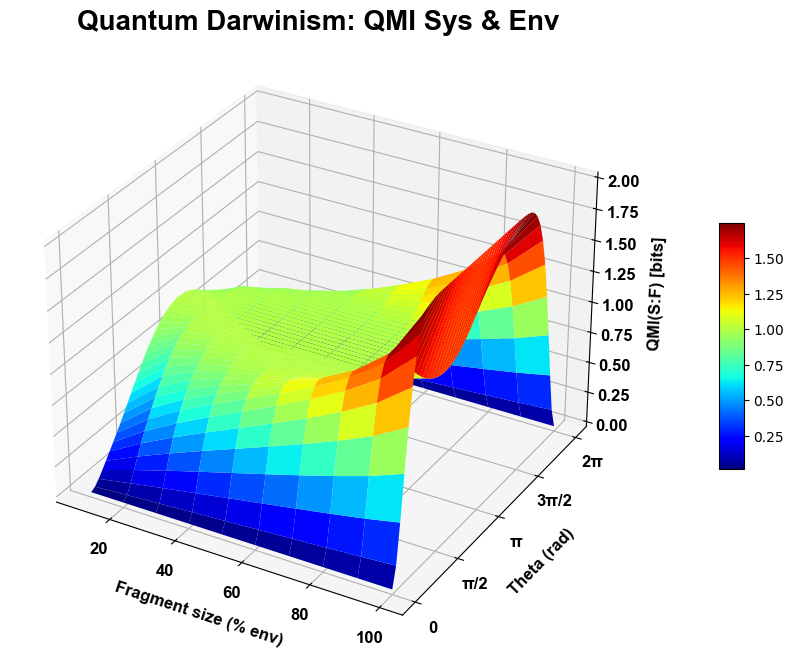 Quantum Darwinism: QMI Sys & Env
2.00
1.75
1.50
1.25
1.00
0.75
0.50
0.25
0.00
QMI(S:F) [bits]
1.50
1.25
1.00
0.75
0.50
0.25
2π
3π/2
π
π/2
0
Theta (rad)
20
40
60
80
100
Fragment size (% env)